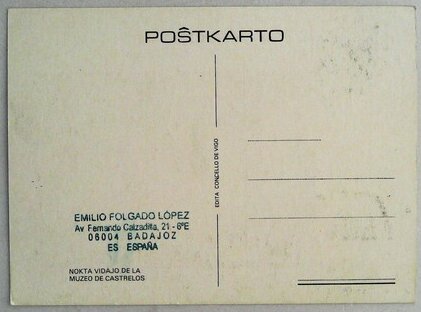 POŜTKARTO
EDITA CONCELLO DE VIGO
EMILIO FOLGADO LÓPEZ
Av Fernando Calzadilla, 21 - 6ºE
06004 BADAJOZ
ES ESPAÑA
NOKTA VIDAJO DE LA
MUZEO DE CASTRELOS